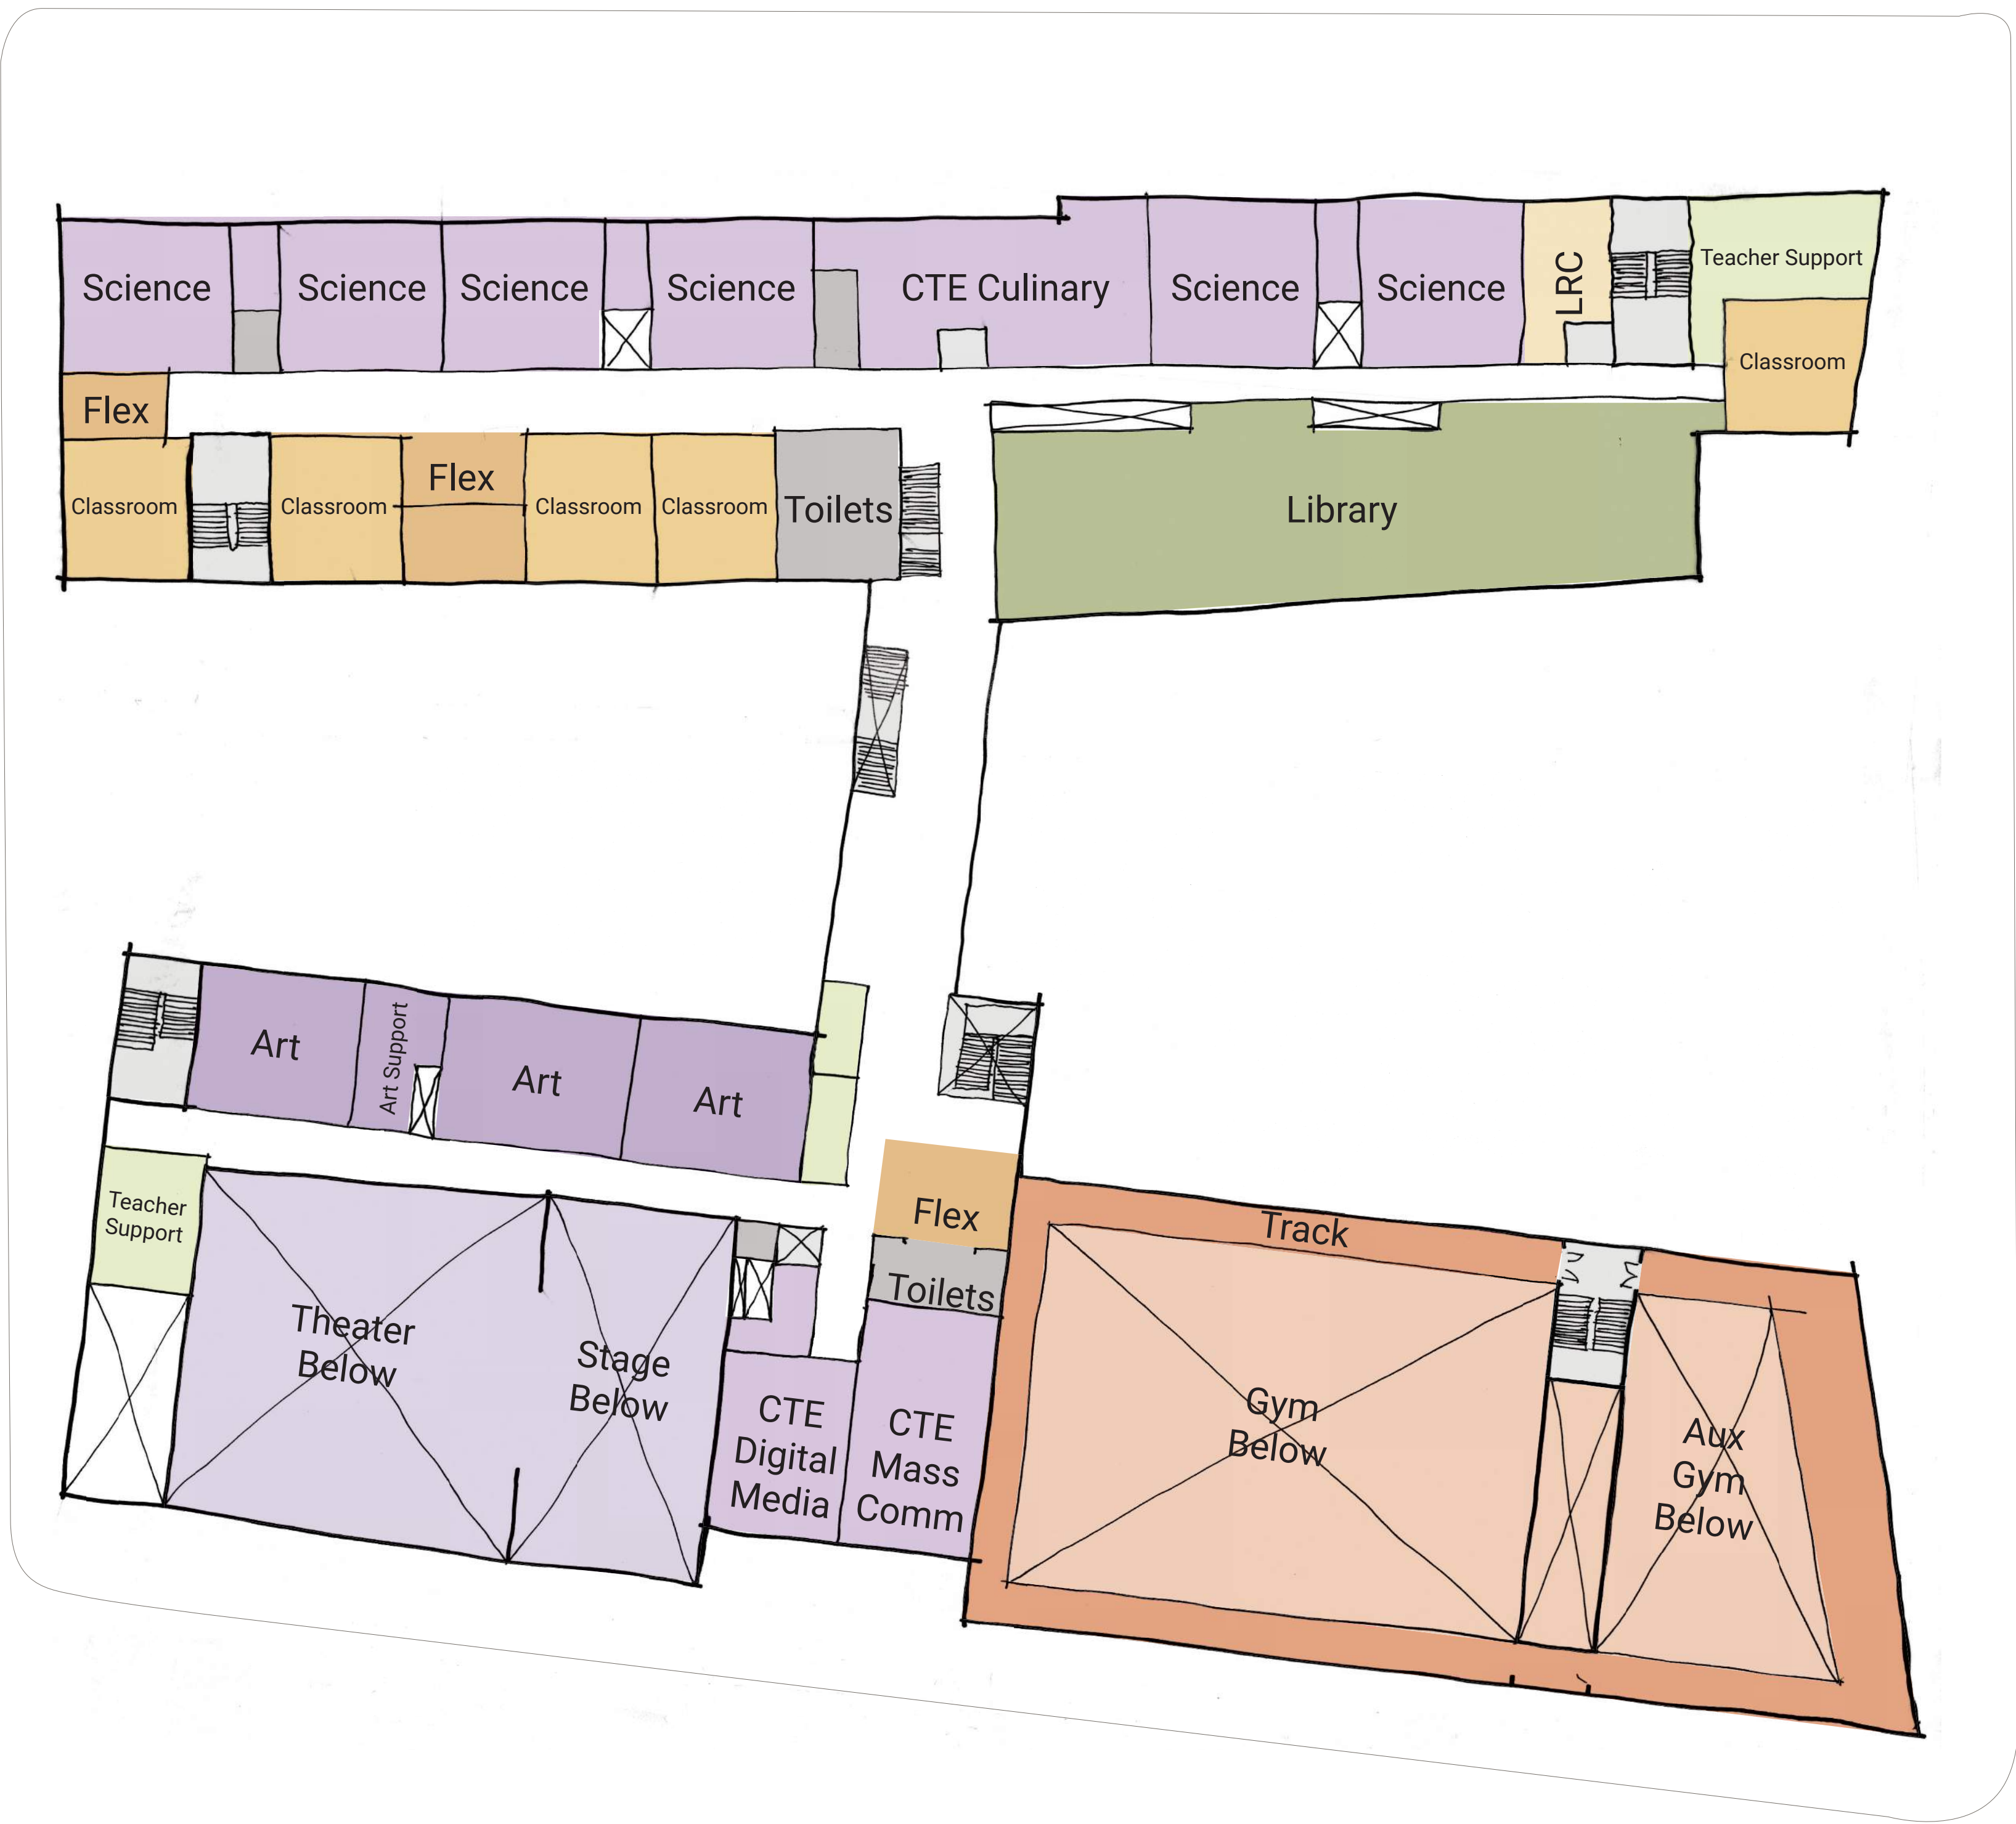 Science
Science
Science
Science
CTE Culinary
Science
Science
LRC
Teacher Support
Classroom
Flex
Classroom
Classroom
Flex
Classroom
Classroom
Toilets
Library
Art
Art Support
Art
Art
Teacher
Support
Theater
Below
Stage
Below
Flex
Toilets
CTE
Digital
Media
CTE
Mass
Comm
Track
Gym
Below
Aux
Gym
Below